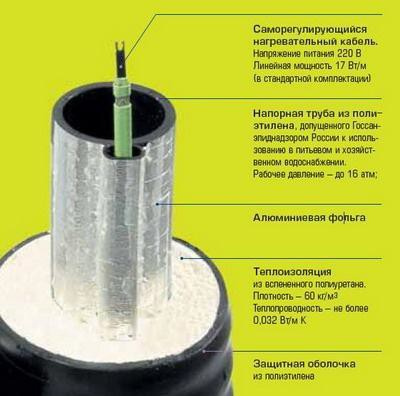 Саморегулирующийся
нагревательный кабель.
Напряжение питания 220 В
Линейная мощность 17 Вт/м
(в стандартной комплектации)
Напорная труба из поли-
этилена, допущенного Госсан-
эпиднадзором России к исполь-
зованию в питьевом и хозяйст-
венном водоснабжении.
Рабочее давление – до 16 атм;
Алюминиевая фольга
Теплоизоляция
из вспененного полиуретана.
Плотность – 60 кг/м3
Теплопроводность – не более
0,032 Вт/м К
Защитная оболочка
из полиэтилена